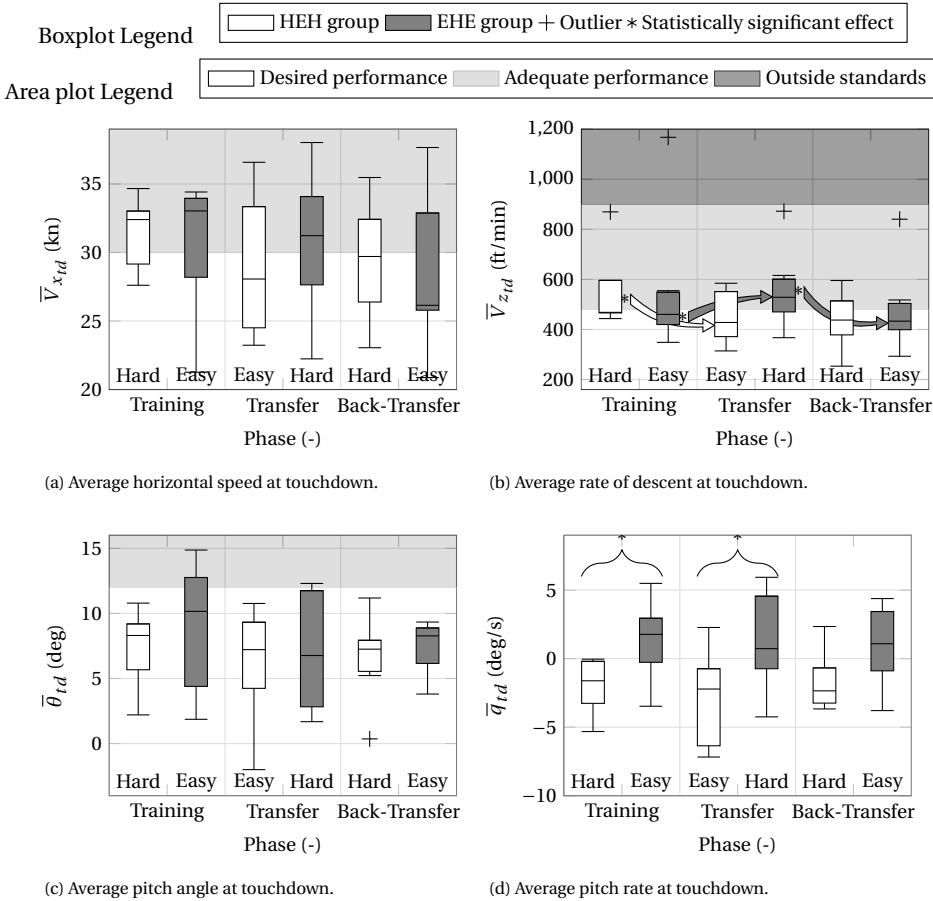 Boxplot Legend HEH group EHE group + Outlier * Statistically significant effect
Area plot Legend Desired performance Adequate performance Outside standards
V̅x_td (kn)
35
30
25
20
Hard Easy Easy Hard Hard Easy
Training Transfer Back-Transfer
Phase (-)
(a) Average horizontal speed at touchdown.
V̅z_td (ft/min)
1,200
1,000
800
600
400
200
* * *
Hard Easy Easy Hard Hard Easy
Training Transfer Back-Transfer
Phase (-)
(b) Average rate of descent at touchdown.
θ̅td (deg)
15
10
5
0
Hard Easy Easy Hard Hard Easy
Training Transfer Back-Transfer
Phase (-)
(c) Average pitch angle at touchdown.
q̅td (deg/s)
* *
5
0
−5
−10
Hard Easy Easy Hard Hard Easy
Training Transfer Back-Transfer
Phase (-)
(d) Average pitch rate at touchdown.